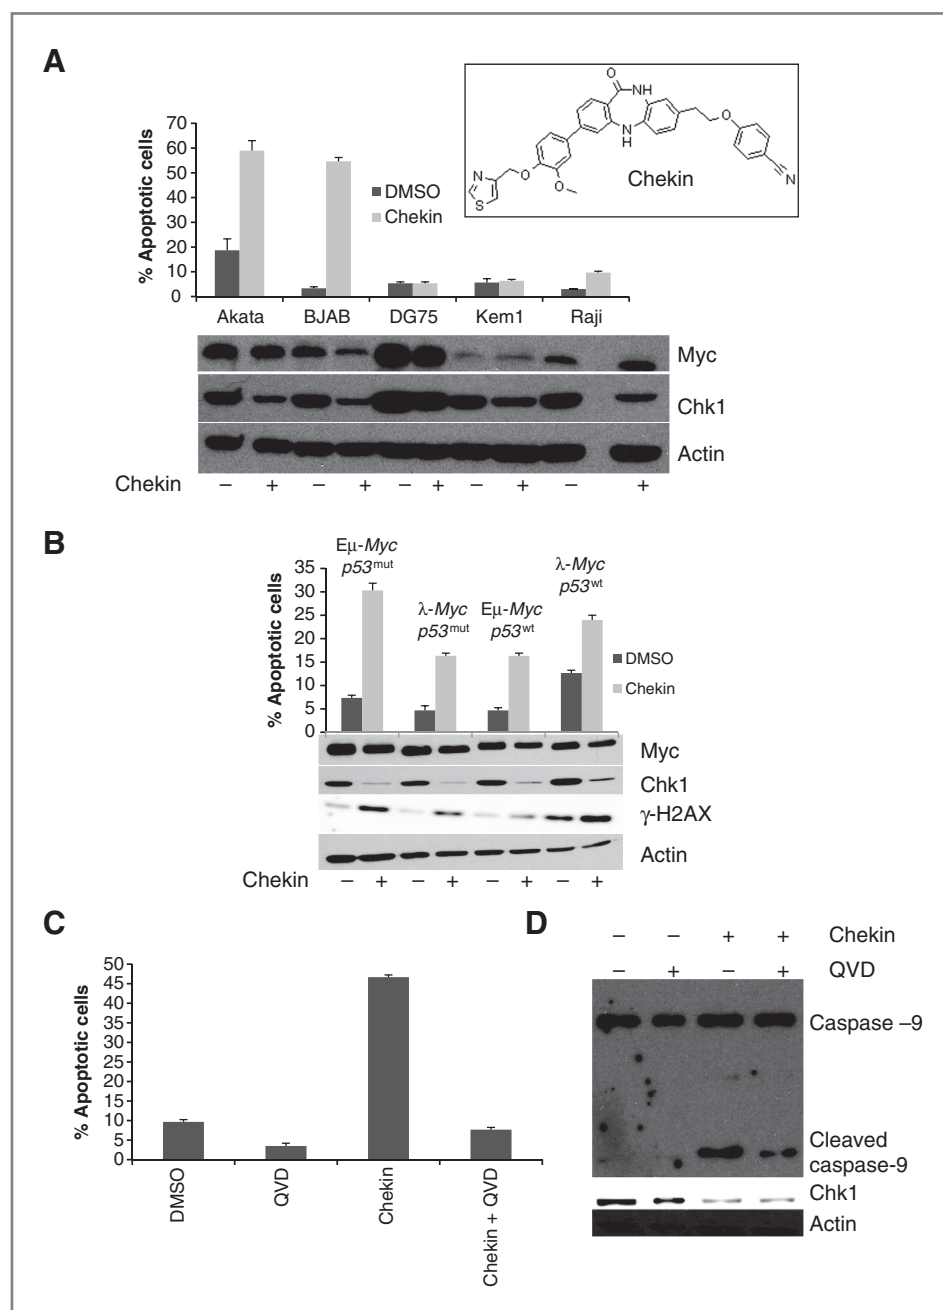 A
O
NH
N
H
O
N
S
O
O
N
Chekin
70
60
50
40
30
20
10
0
% Apoptotic cells
DMSO
Chekin
Akata BJAB DG75 Kem1 Raji
Myc
Chk1
Actin
Chekin – + – + – + – + – +
B
Eμ-Myc
p53mut
λ-Myc
p53mut
Eμ-Myc
p53wt
λ-Myc
p53wt
35
30
25
20
15
10
5
0
% Apoptotic cells
DMSO
Chekin
Myc
Chk1
γ-H2AX
Actin
Chekin – + – + – + – +
C
50
45
40
35
30
25
20
15
10
5
0
% Apoptotic cells
DMSO
QVD
Chekin
Chekin + QVD
D
– – + + Chekin
– + – + QVD
Caspase –9
Cleaved
caspase-9
Chk1
Actin